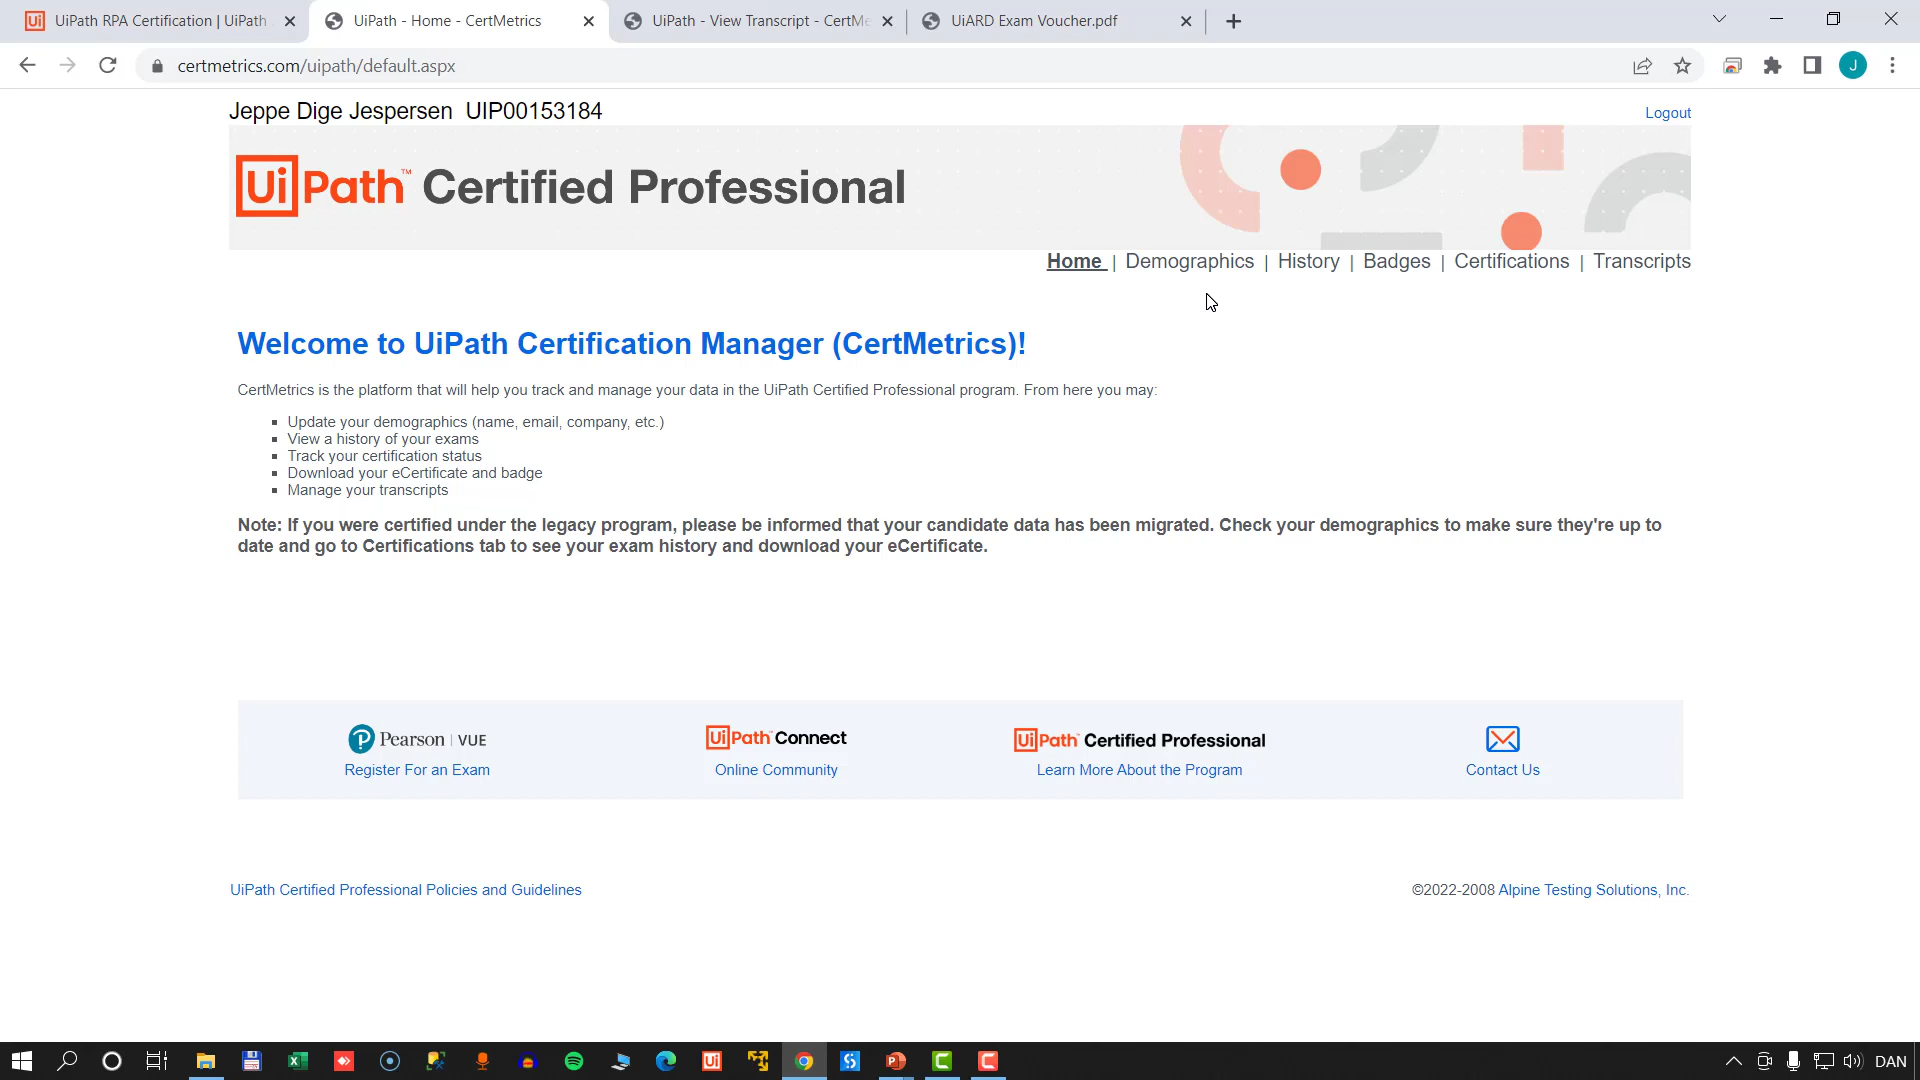 UiPath RPA Certification | UiPath
UiPath - Home - CertMetrics
UiPath - View Transcript - CertMe
UiARD Exam Voucher.pdf
certmetrics.com/uipath/default.aspx
J
Jeppe Dige Jespersen UIP00153184
Logout
UiPath™ Certified Professional
Home | Demographics | History | Badges | Certifications | Transcripts
Welcome to UiPath Certification Manager (CertMetrics)!
CertMetrics is the platform that will help you track and manage your data in the UiPath Certified Professional program. From here you may:
Update your demographics (name, email, company, etc.)
View a history of your exams
Track your certification status
Download your eCertificate and badge
Manage your transcripts
Note: If you were certified under the legacy program, please be informed that your candidate data has been migrated. Check your demographics to make sure they're up to
date and go to Certifications tab to see your exam history and download your eCertificate.
Pearson | VUE
UiPath™ Connect
UiPath™ Certified Professional
Register For an Exam
Online Community
Learn More About the Program
Contact Us
UiPath Certified Professional Policies and Guidelines
©2022-2008 Alpine Testing Solutions, Inc.
DAN